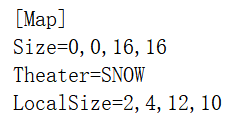 [Map]
Size=0,0,16,16
Theater=SNOW
LocalSize=2,4,12,10